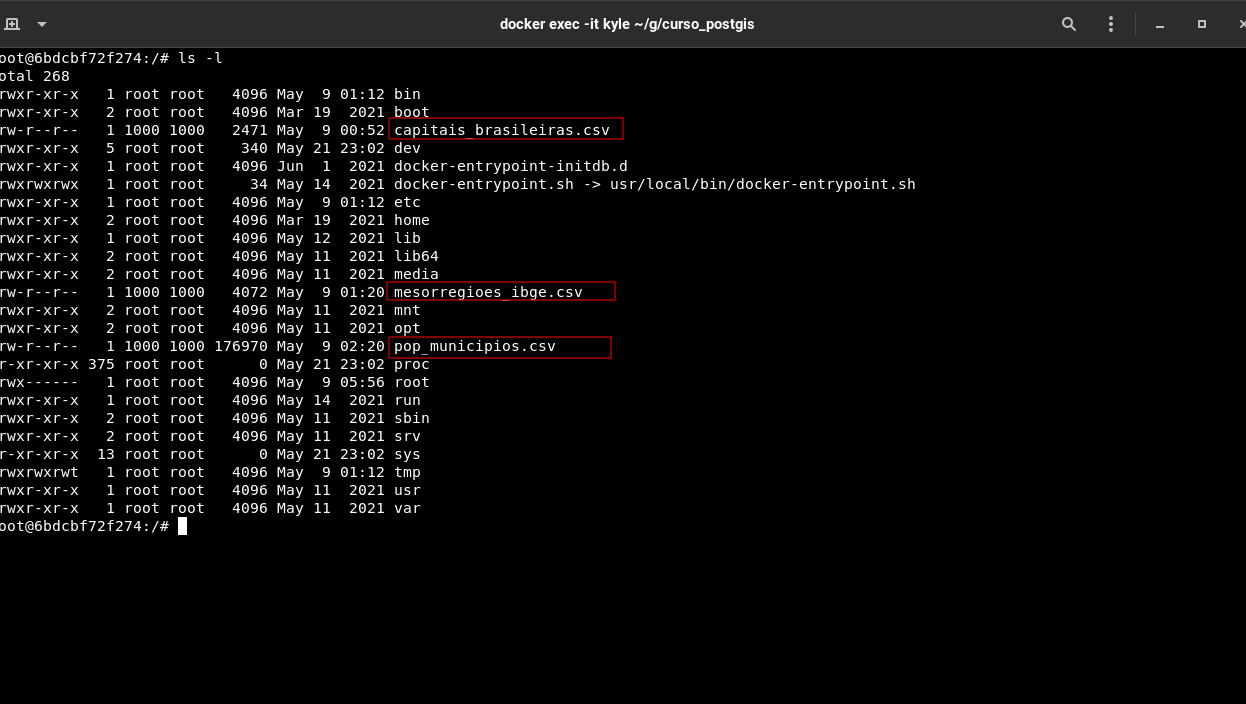 docker exec -it kyle ~/g/curso_postgis
oot@6bdcbf72f274:/# ls -l
otal 268
rwxr-xr-x   1 root root   4096 May  9 01:12 bin
rwxr-xr-x   2 root root   4096 Mar 19  2021 boot
rw-r--r--   1 1000 1000   2471 May  9 00:52 capitais_brasileiras.csv
rwxr-xr-x   5 root root    340 May 21 23:02 dev
rwxr-xr-x   1 root root   4096 Jun  1  2021 docker-entrypoint-initdb.d
rwxrwxrwx   1 root root     34 May 14  2021 docker-entrypoint.sh -> usr/local/bin/docker-entrypoint.sh
rwxr-xr-x   1 root root   4096 May  9 01:12 etc
rwxr-xr-x   2 root root   4096 Mar 19  2021 home
rwxr-xr-x   1 root root   4096 May 12  2021 lib
rwxr-xr-x   2 root root   4096 May 11  2021 lib64
rwxr-xr-x   2 root root   4096 May 11  2021 media
rw-r--r--   1 1000 1000   4072 May  9 01:20 mesorregioes_ibge.csv
rwxr-xr-x   2 root root   4096 May 11  2021 mnt
rwxr-xr-x   2 root root   4096 May 11  2021 opt
rw-r--r--   1 1000 1000 176970 May  9 02:20 pop_municipios.csv
r-xr-xr-x 375 root root      0 May 21 23:02 proc
rwx------   1 root root   4096 May  9 05:56 root
rwxr-xr-x   1 root root   4096 May 14  2021 run
rwxr-xr-x   2 root root   4096 May 11  2021 sbin
rwxr-xr-x   2 root root   4096 May 11  2021 srv
r-xr-xr-x  13 root root      0 May 21 23:02 sys
rwxrwxrwt   1 root root   4096 May  9 01:12 tmp
rwxr-xr-x   1 root root   4096 May 11  2021 usr
rwxr-xr-x   1 root root   4096 May 11  2021 var
oot@6bdcbf72f274:/#